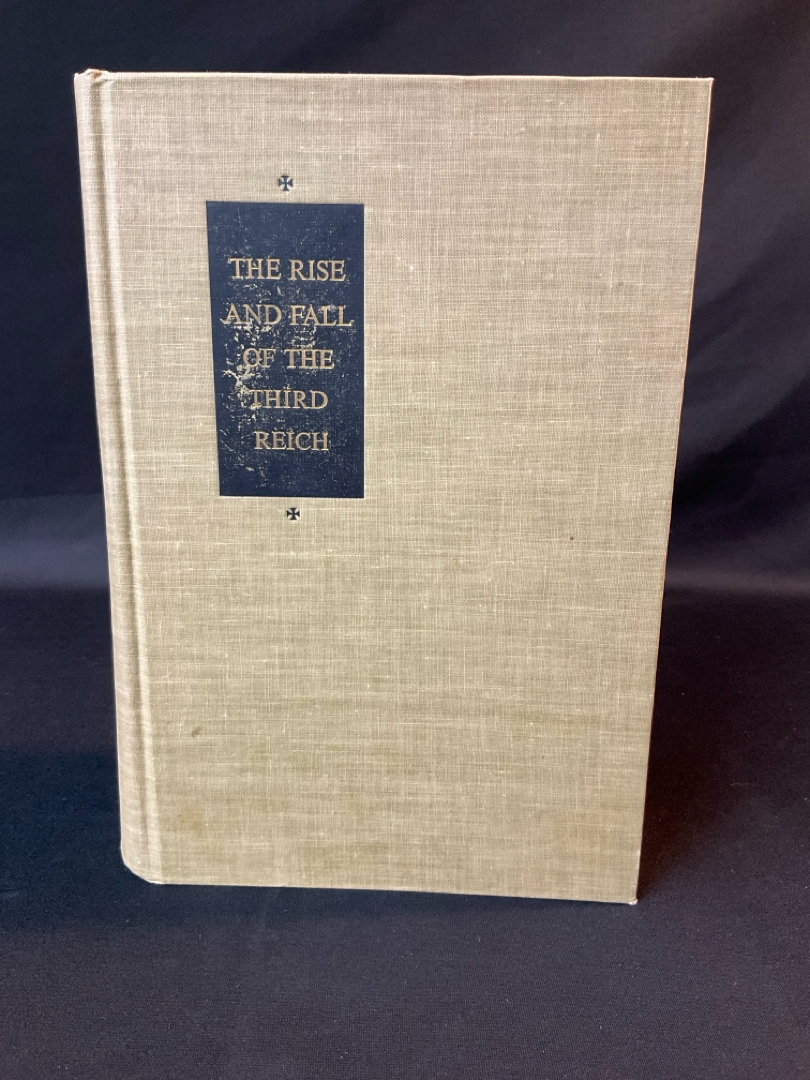 THE RISE
AND FALL
OF THE
THIRD
REICH